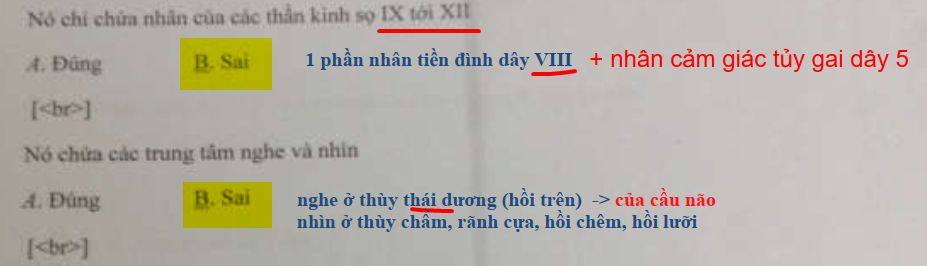 Nó chỉ chứa nhân của các thần kinh sọ IX tới XII
A. Đúng B. Sai 1 phần nhân tiền đình dây VIII + nhân cảm giác tủy gai dây 5
[<br>]
Nó chứa các trung tâm nghe và nhìn
A. Đúng B. Sai nghe ở thùy thái dương (hồi trên) -> của cầu não
nhìn ở thùy chẩm, rãnh cựa, hồi chêm, hồi lưỡi
[<br>]